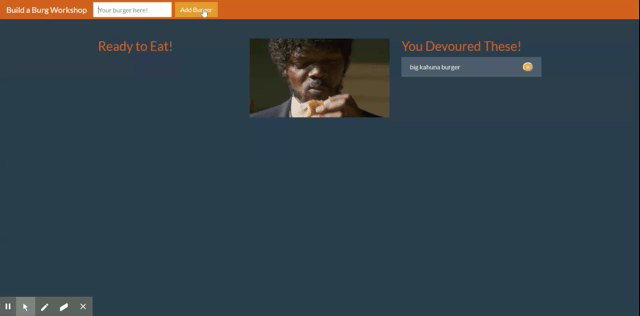 Build a Burg Workshop
Your burger here!
Add Burger
Ready to Eat!
You Devoured These!
big kahuna burger